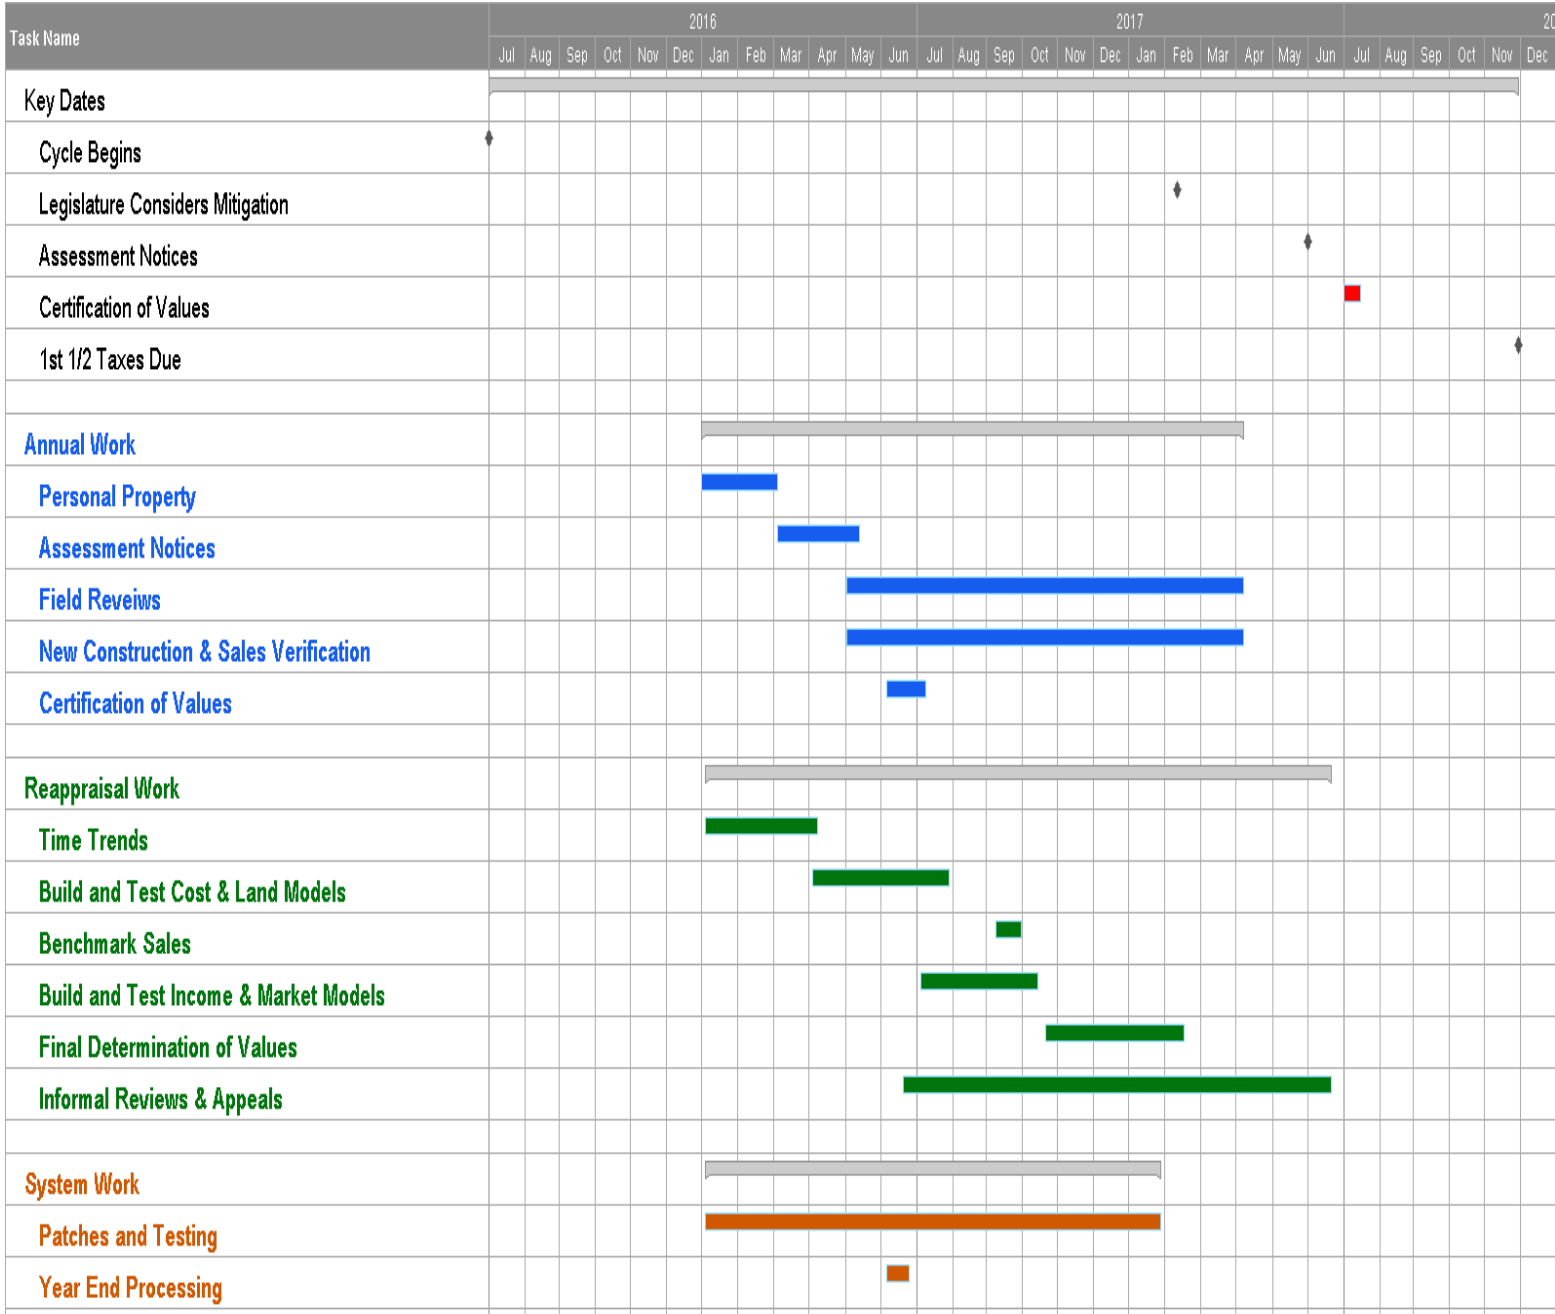 2016 2017 20
Task Name
Jul Aug Sep Oct Nov Dec Jan Feb Mar Apr May Jun Jul Aug Sep Oct Nov Dec Jan Feb Mar Apr May Jun Jul Aug Sep Oct Nov Dec
Key Dates
Cycle Begins
Legislature Considers Mitigation
Assessment Notices
Certification of Values
1st 1/2 Taxes Due
Annual Work
Personal Property
Assessment Notices
Field Reveiws
New Construction & Sales Verification
Certification of Values
Reappraisal Work
Time Trends
Build and Test Cost & Land Models
Benchmark Sales
Build and Test Income & Market Models
Final Determination of Values
Informal Reviews & Appeals
System Work
Patches and Testing
Year End Processing